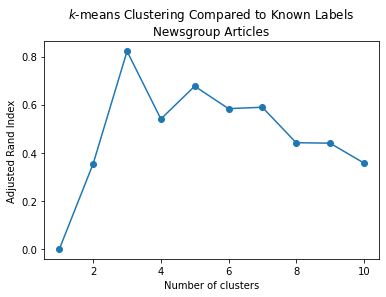 k-means Clustering Compared to Known Labels
Newsgroup Articles
Adjusted Rand Index
0.8
0.6
0.4
0.2
0.0
2 4 6 8 10
Number of clusters